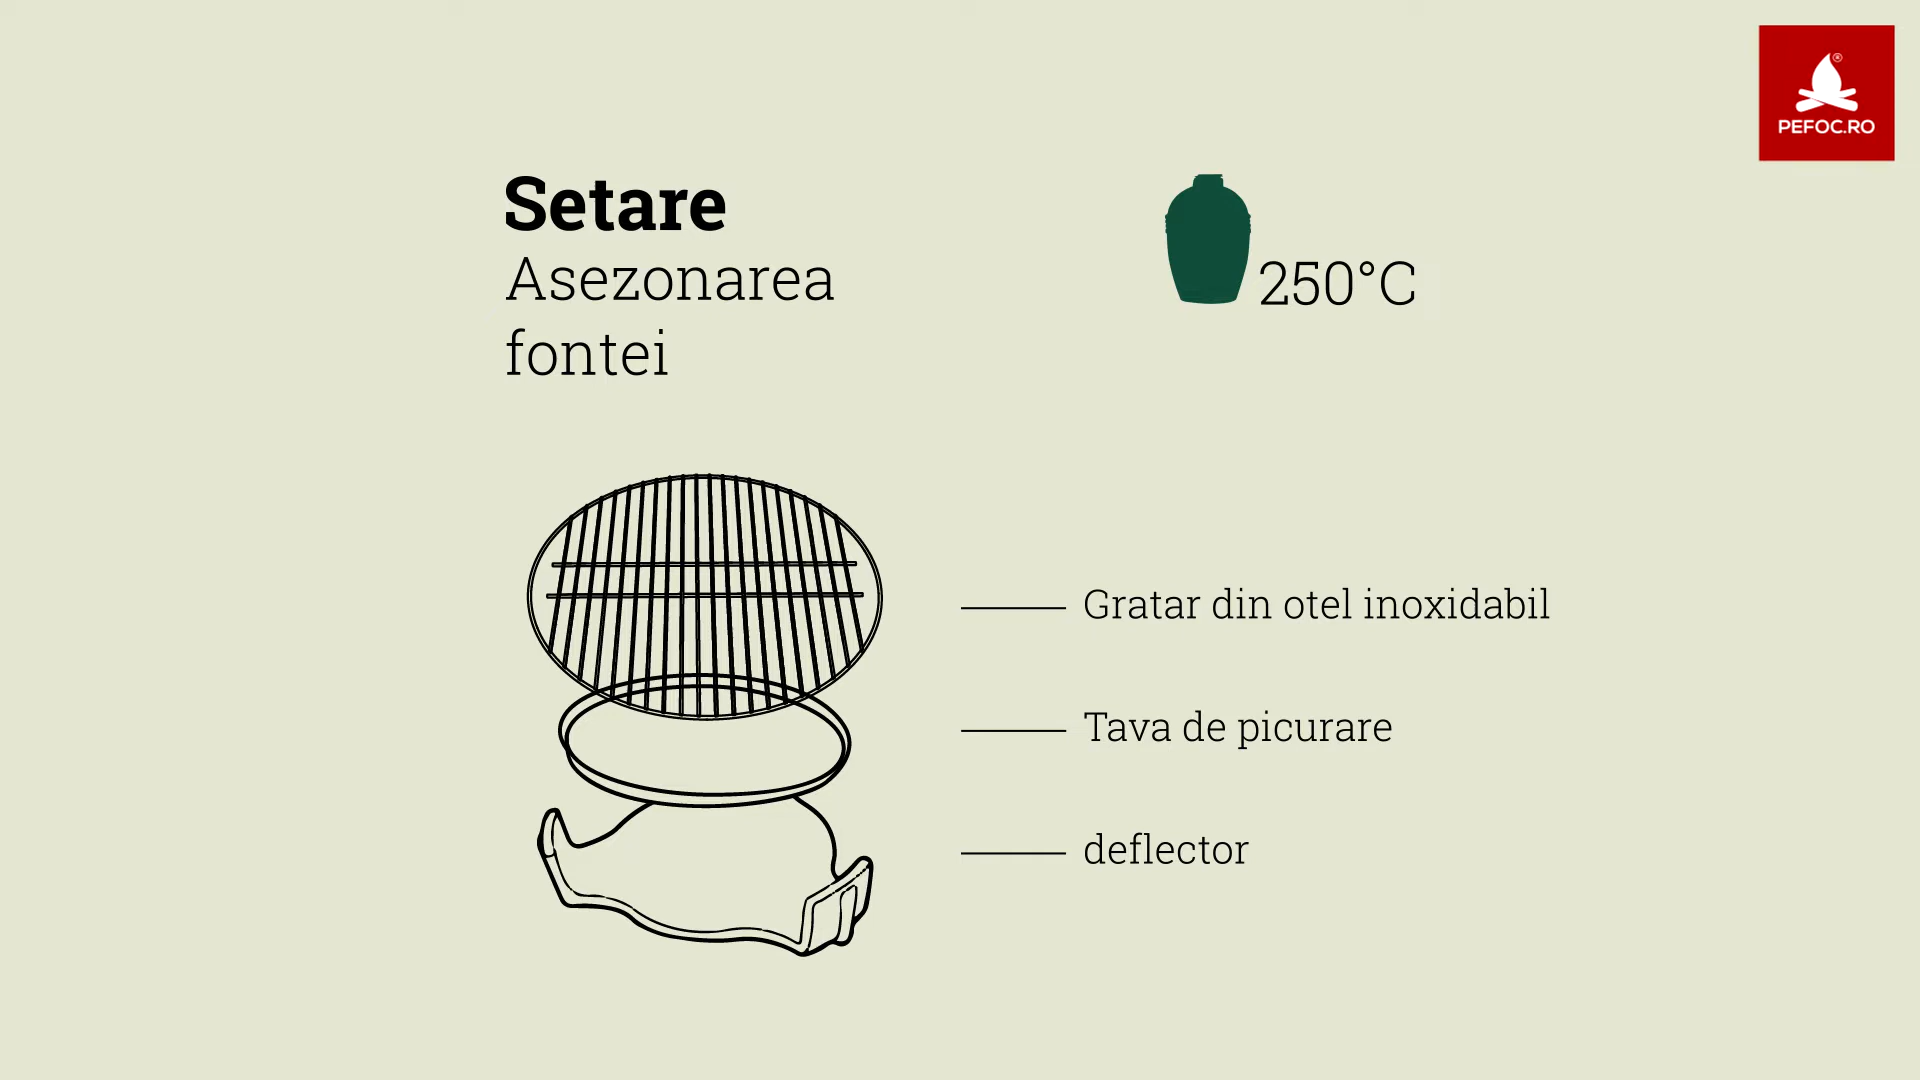 PEFOC.RO
Setare
Asezonarea
fontei
250°C
Gratar din otel inoxidabil
Tava de picurare
deflector